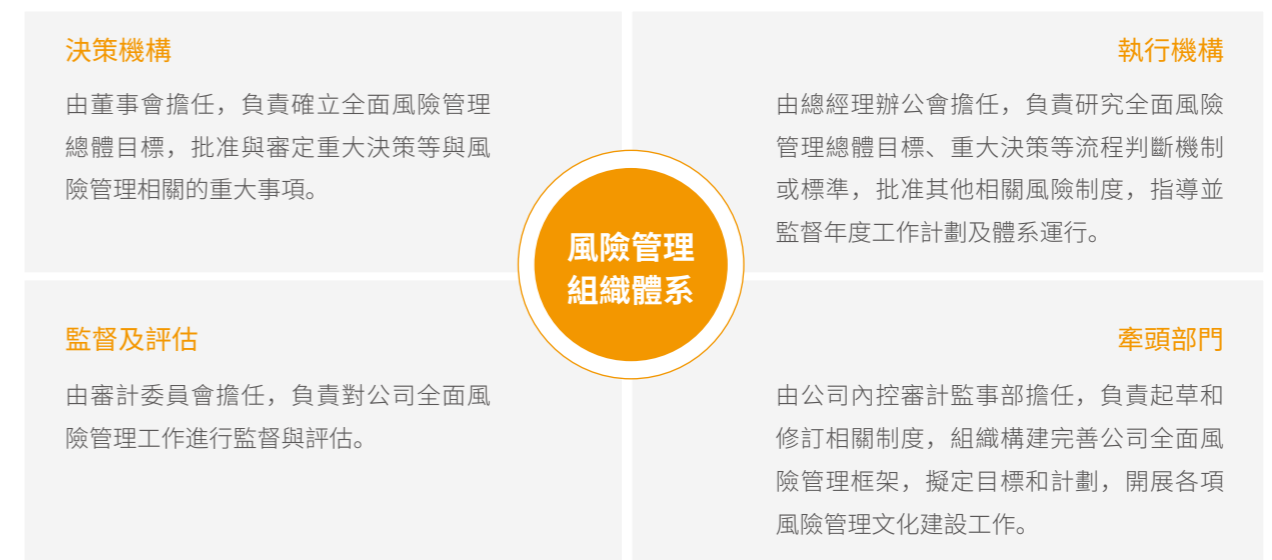 決策機構
由董事會擔任，負責確立全面風險管理
總體目標，批准與審定重大決策等與風
險管理相關的重大事項。
執行機構
由總經理辦公會擔任，負責研究全面風險
管理總體目標、重大決策等流程判斷機制
或標準，批准其他相關風險制度，指導並
監督年度工作計劃及體系運行。
風險管理
組織體系
監督及評估
由審計委員會擔任，負責對公司全面風
險管理工作進行監督與評估。
牽頭部門
由公司內控審計監事部擔任，負責起草和
修訂相關制度，組織構建完善公司全面風
險管理框架，擬定目標和計劃，開展各項
風險管理文化建設工作。